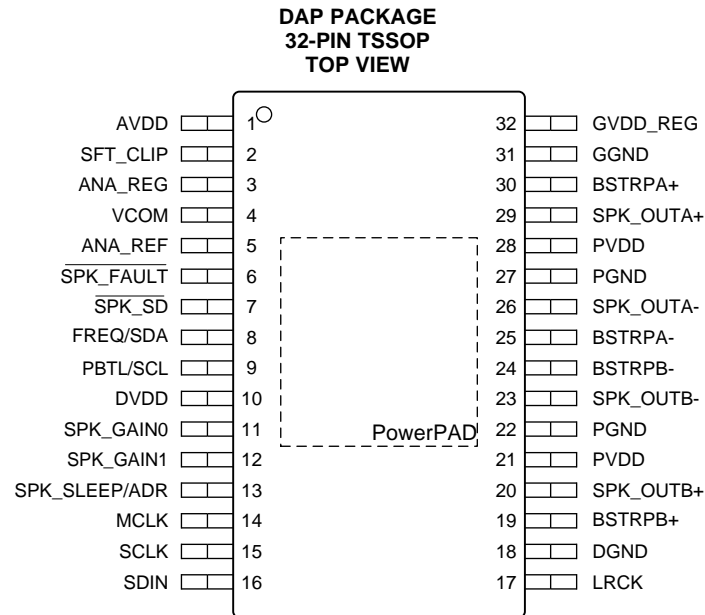 DAP PACKAGE
32-PIN TSSOP
TOP VIEW
AVDD 1 32 GVDD_REG
SFT_CLIP 2 31 GGND
ANA_REG 3 30 BSTRPA+
VCOM 4 29 SPK_OUTA+
ANA_REF 5 28 PVDD
SPK_FAULT 6 27 PGND
SPK_SD 7 26 SPK_OUTA-
FREQ/SDA 8 25 BSTRPA-
PBTL/SCL 9 24 BSTRPB-
DVDD 10 23 SPK_OUTB-
SPK_GAIN0 11 PowerPAD 22 PGND
SPK_GAIN1 12 21 PVDD
SPK_SLEEP/ADR 13 20 SPK_OUTB+
MCLK 14 19 BSTRPB+
SCLK 15 18 DGND
SDIN 16 17 LRCK